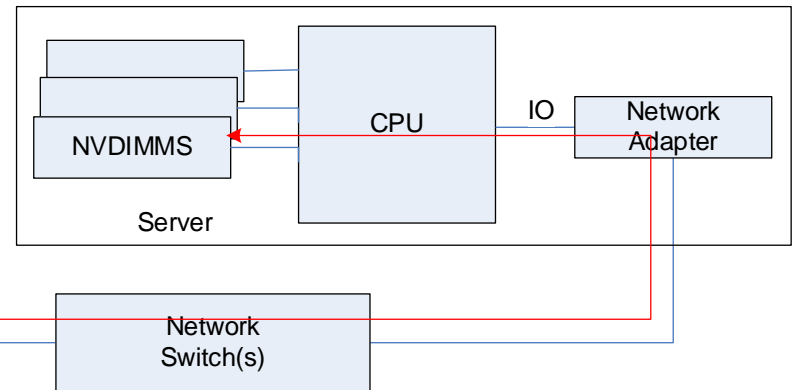 CPU
IO
Network
Adapter
NVDIMMS
Server
Network
Switch(s)